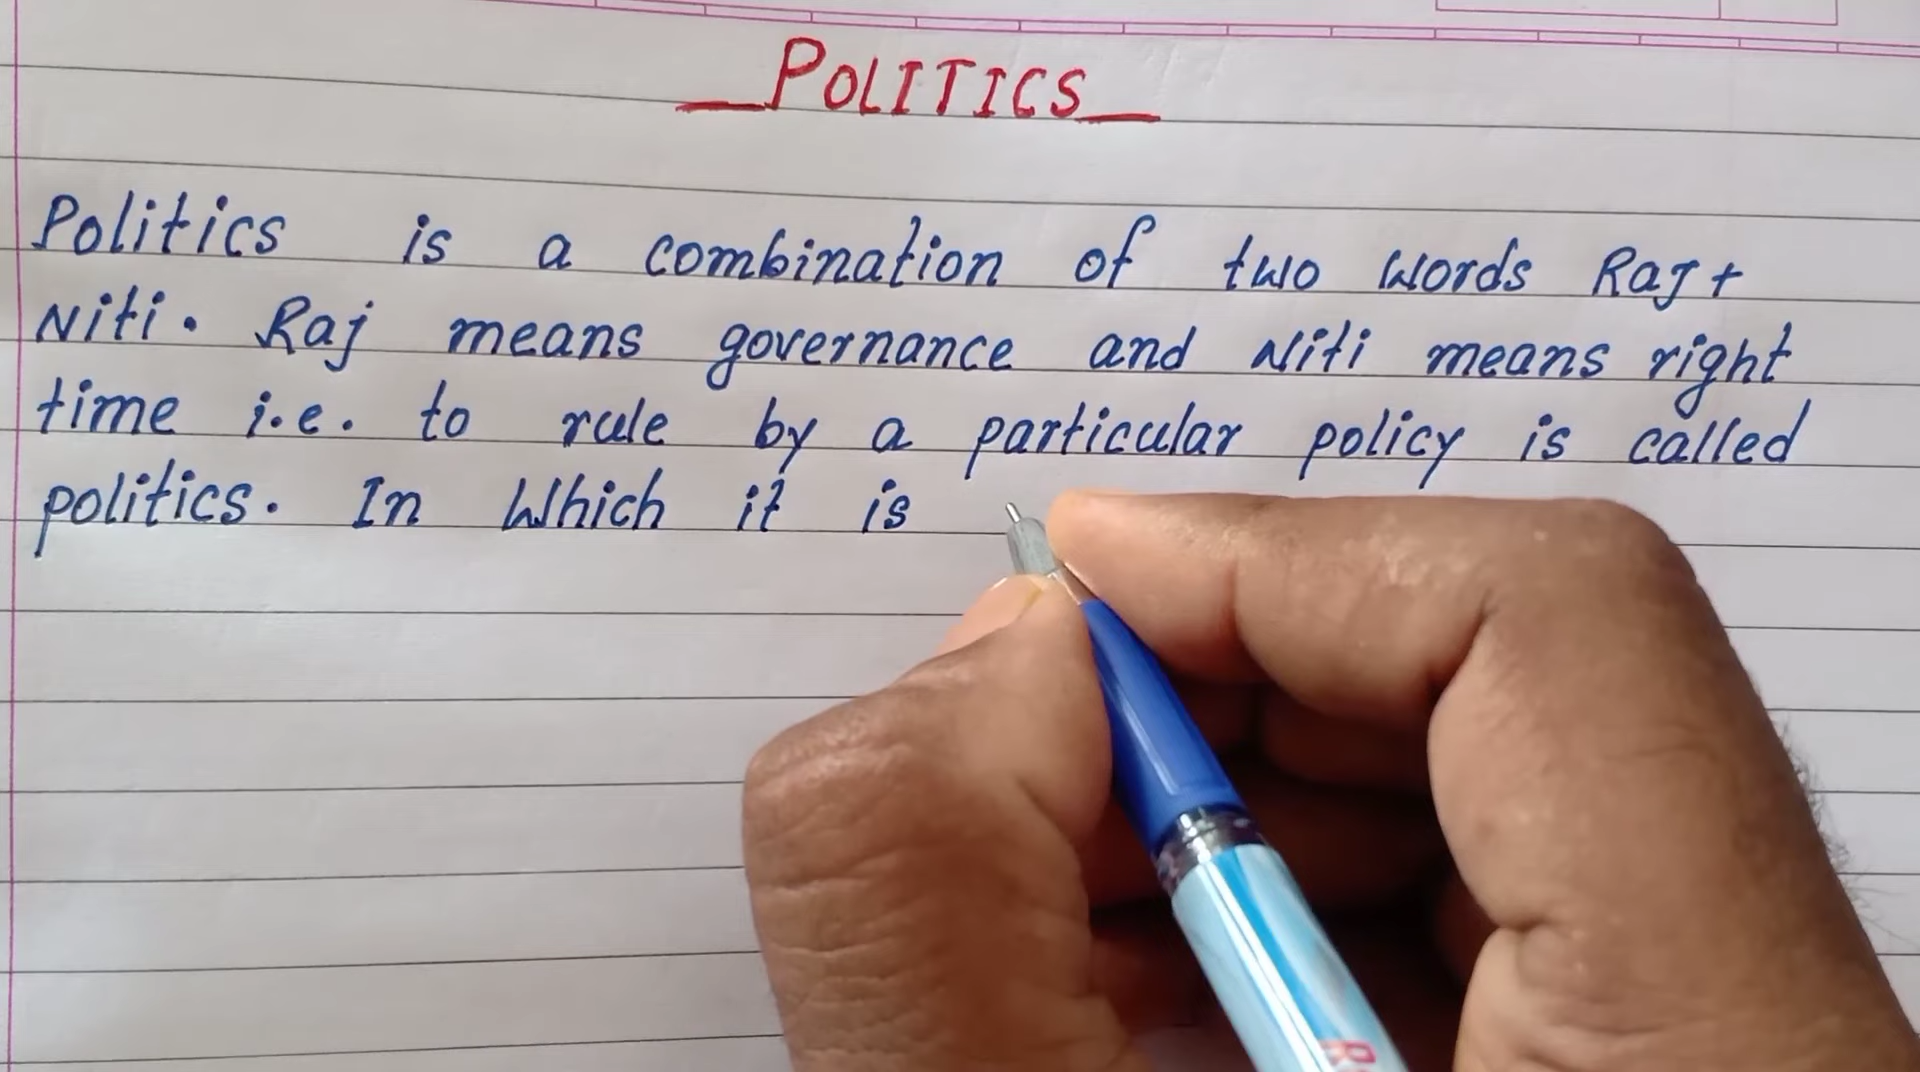 POLITICS
Politics is a combination of two words Raj +
Niti. Raj means governance and Niti means right
time i.e. to rule by a particular policy is called
politics. In Which it is